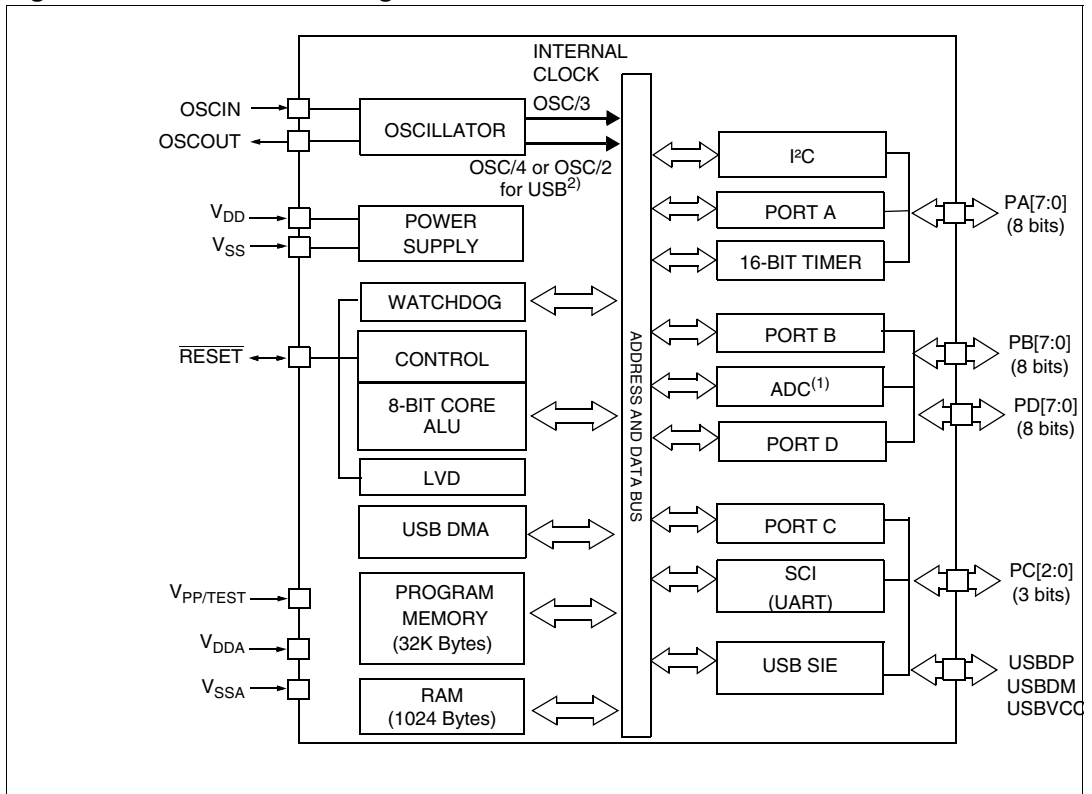 INTERNAL
CLOCK
OSCIN
OSCOUT
OSCILLATOR
OSC/3
OSC/4 or OSC/2
for USB2)
VDD
VSS
POWER
SUPPLY
WATCHDOG
RESET
CONTROL
8-BIT CORE
ALU
LVD
USB DMA
VPP/TEST
VDDA
VSSA
PROGRAM
MEMORY
(32K Bytes)
RAM
(1024 Bytes)
ADDRESS AND DATA BUS
I²C
PORT A
16-BIT TIMER
PA[7:0]
(8 bits)
PORT B
ADC(1)
PORT D
PB[7:0]
(8 bits)
PD[7:0]
(8 bits)
PORT C
SCI
(UART)
USB SIE
PC[2:0]
(3 bits)
USBDP
USBDM
USBVCC